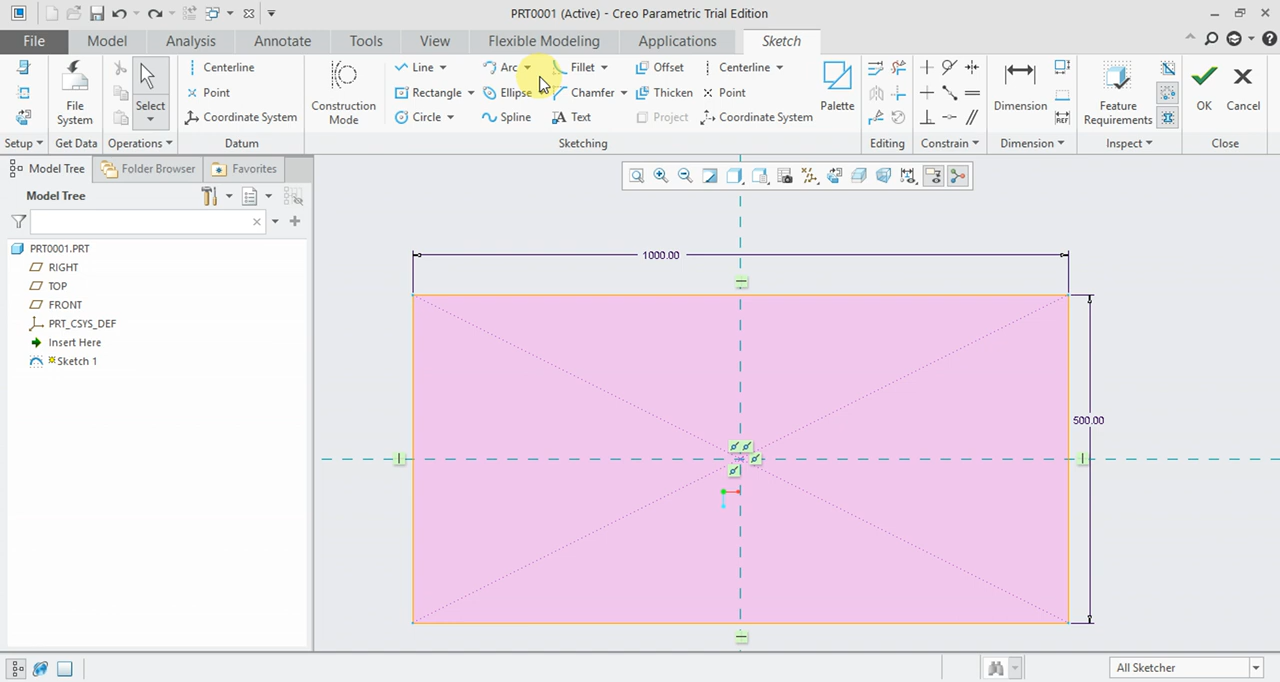 PRT0001 (Active) - Creo Parametric Trial Edition
File Model Analysis Annotate Tools View Flexible Modeling Applications Sketch
File System
Select
Centerline
Point
Coordinate System
Construction Mode
Line Arc Fillet Offset Centerline
Rectangle Ellipse Chamfer Thicken Point
Circle Spline Text Project Coordinate System
Palette
Dimension
REF
Feature Requirements
OK Cancel
Setup Get Data Operations Datum Sketching Editing Constrain Dimension Inspect Close
Model Tree Folder Browser Favorites
Model Tree
PRT0001.PRT
RIGHT
TOP
FRONT
PRT_CSYS_DEF
Insert Here
Sketch 1
1000.00
500.00
All Sketcher